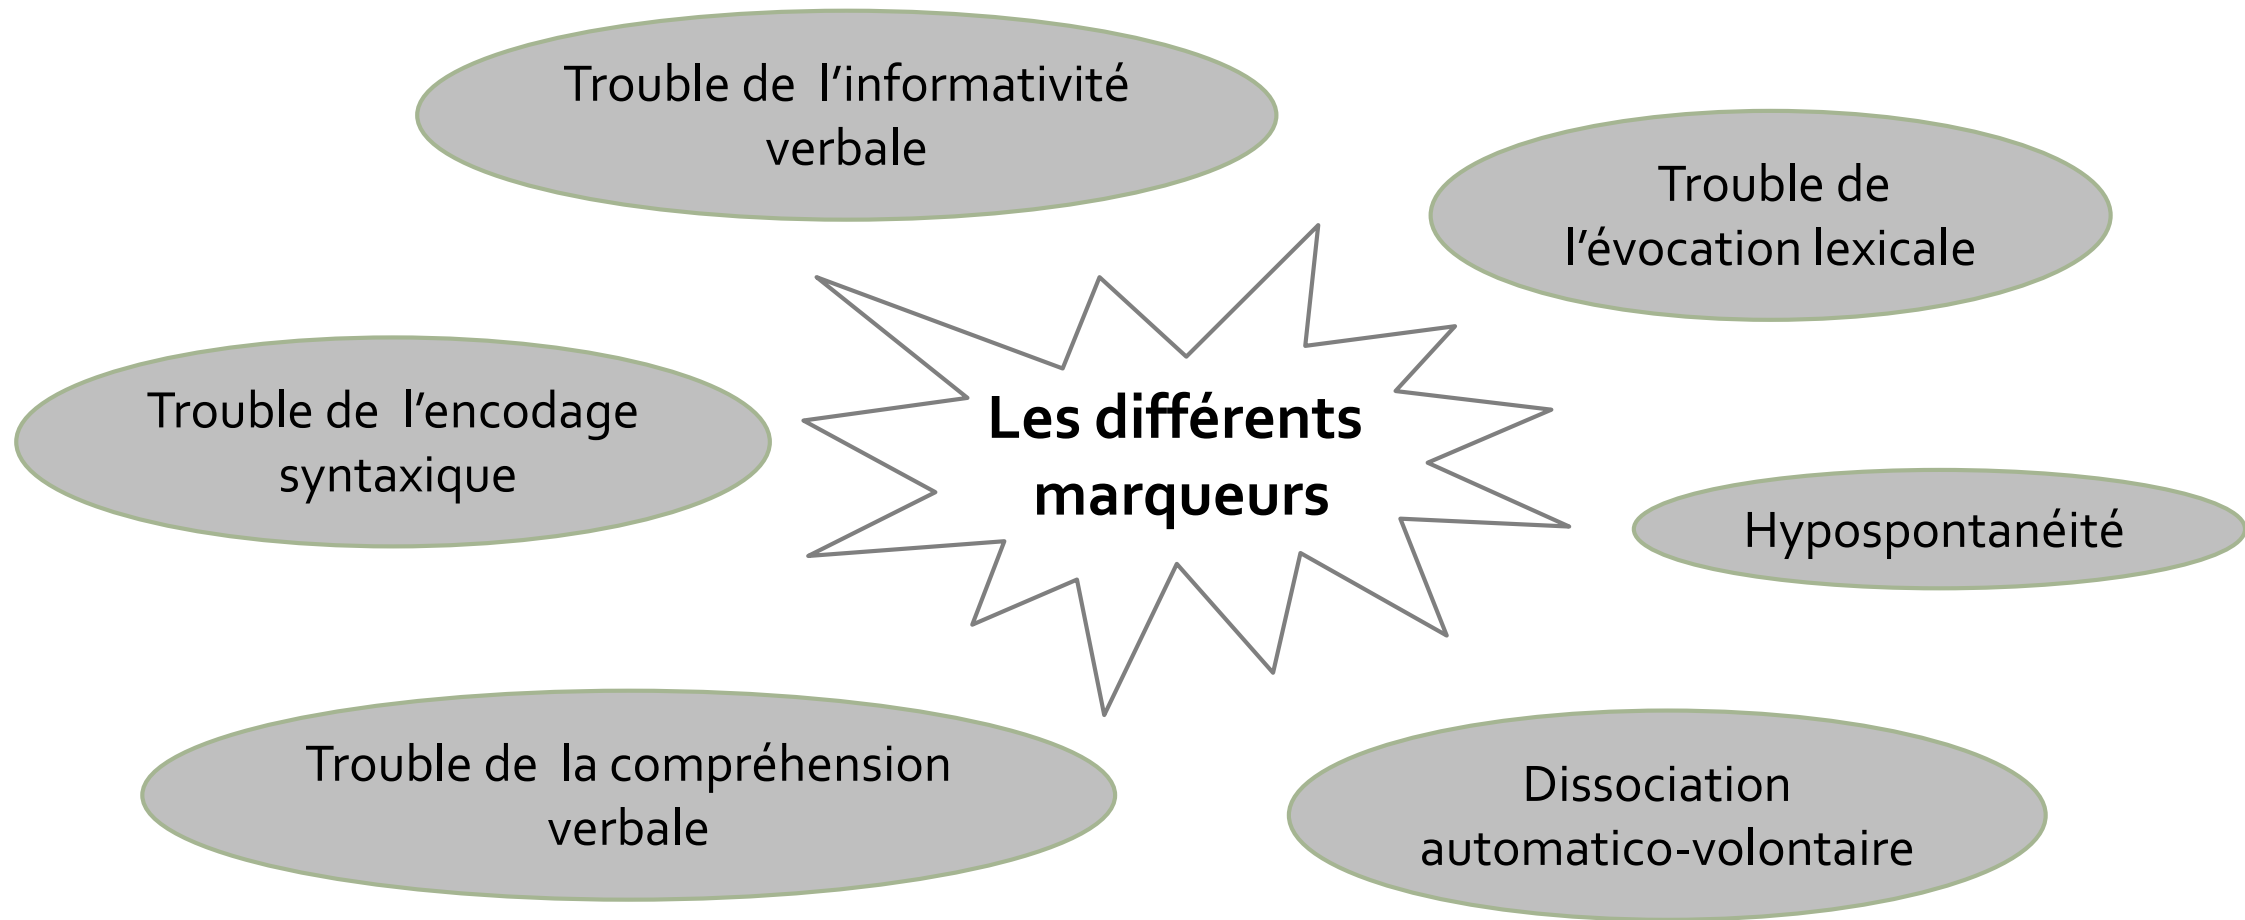 Trouble de l'informativité
verbale
Trouble de
l'évocation lexicale
Les différents
marqueurs
Trouble de l'encodage
syntaxique
Hypospontanéité
Trouble de la compréhension
verbale
Dissociation
automatico-volontaire